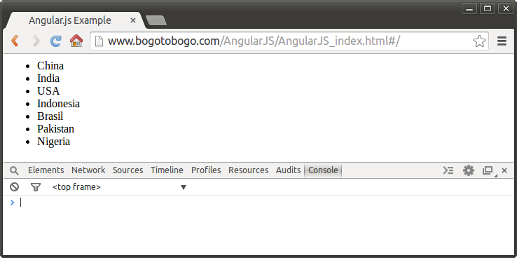 Angular.js Example
www.bogotobogo.com/AngularJS/AngularJS_index.html#/
China
India
USA
Indonesia
Brasil
Pakistan
Nigeria
Elements Network Sources Timeline Profiles Resources Audits Console
<top frame>